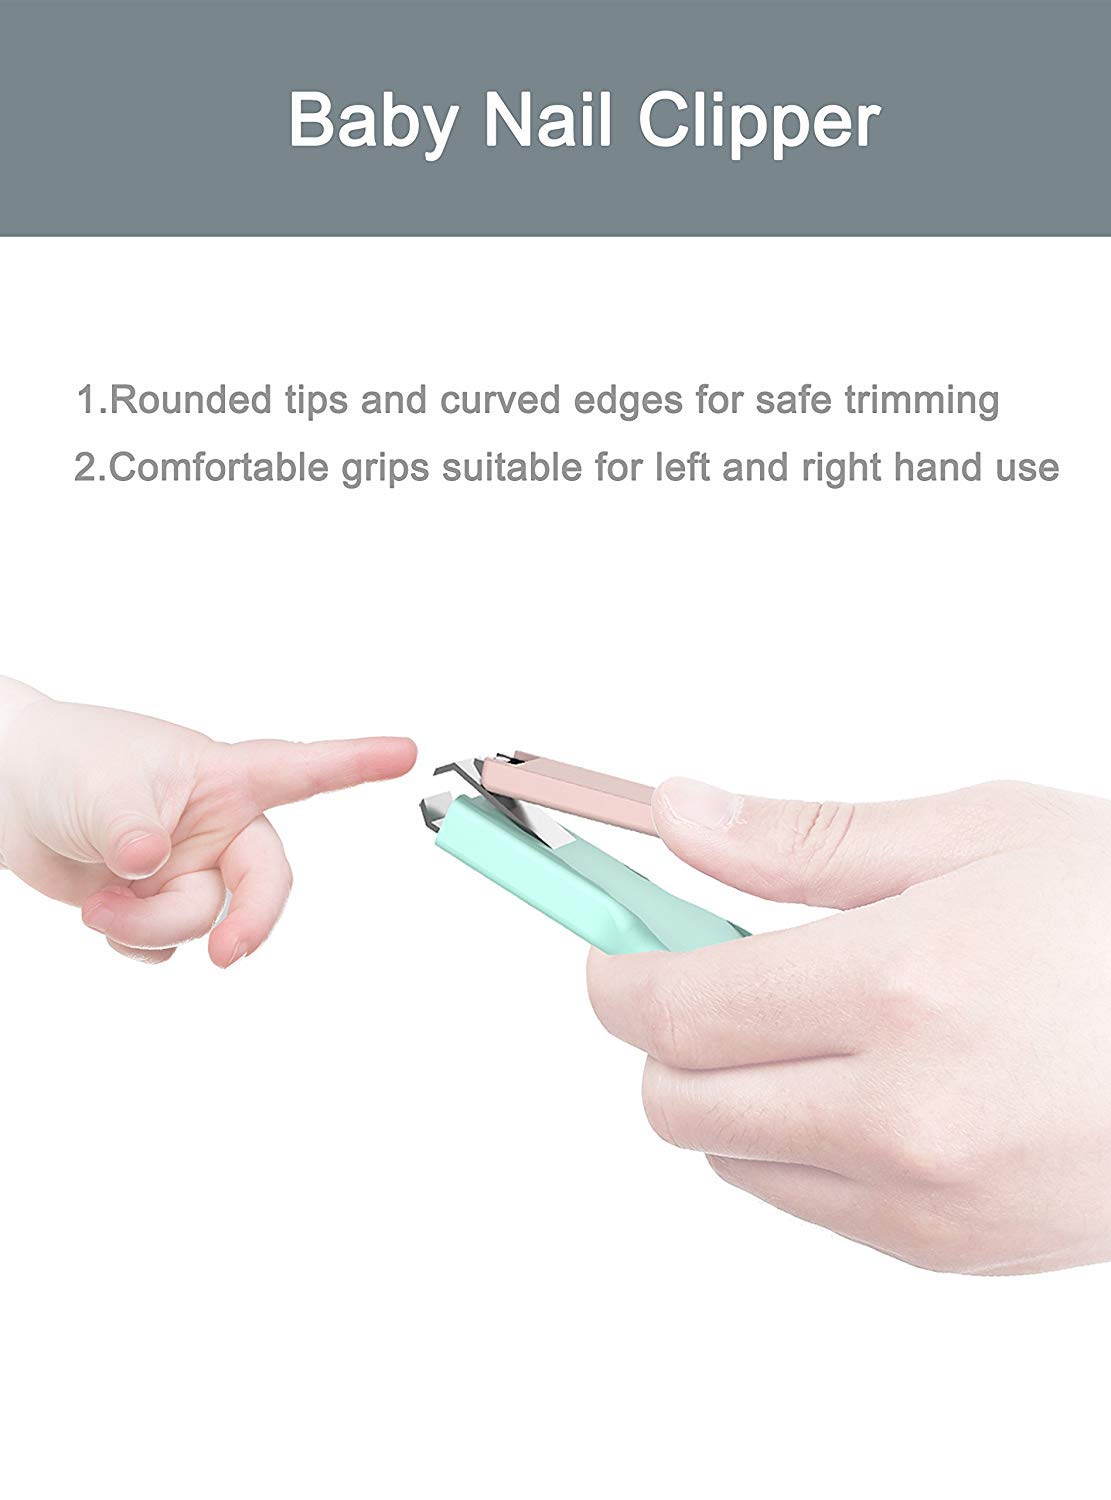 Baby Nail Clipper
1.Rounded tips and curved edges for safe trimming
2.Comfortable grips suitable for left and right hand use